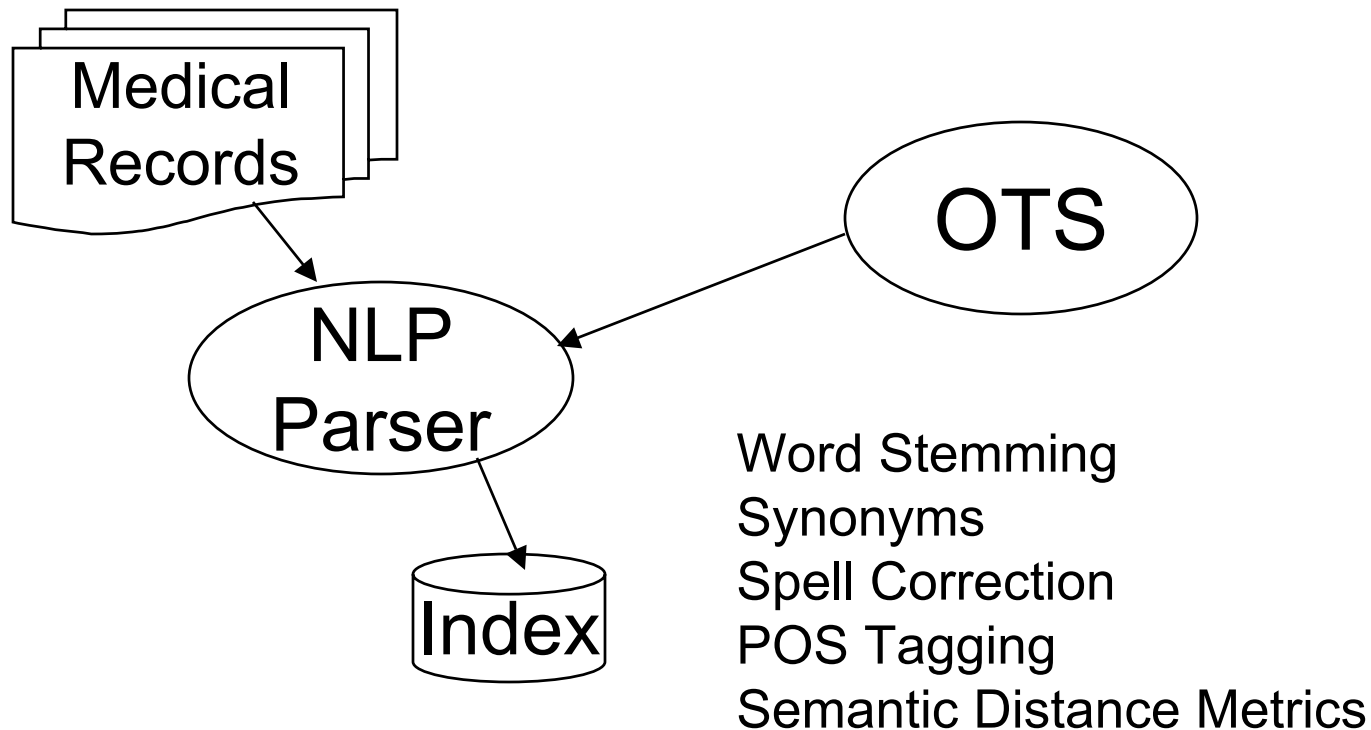 Medical
Records
OTS
NLP
Parser
Index
Word Stemming
Synonyms
Spell Correction
POS Tagging
Semantic Distance Metrics